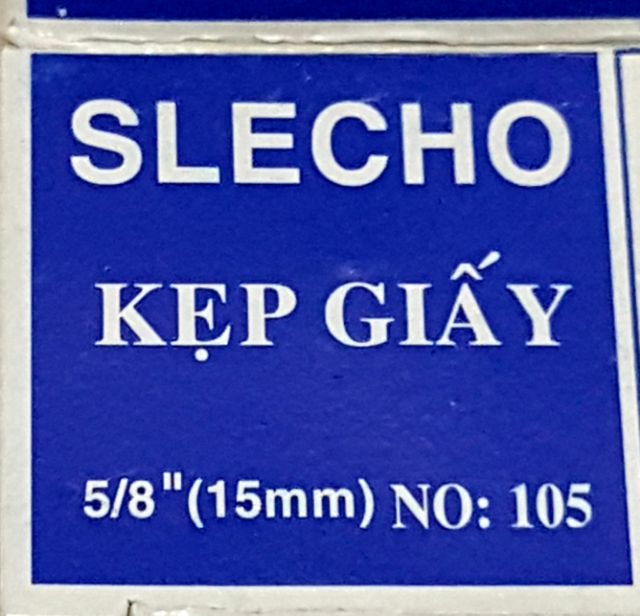 SLECHO
KẸP GIẤY
5/8"(15mm) NO: 105